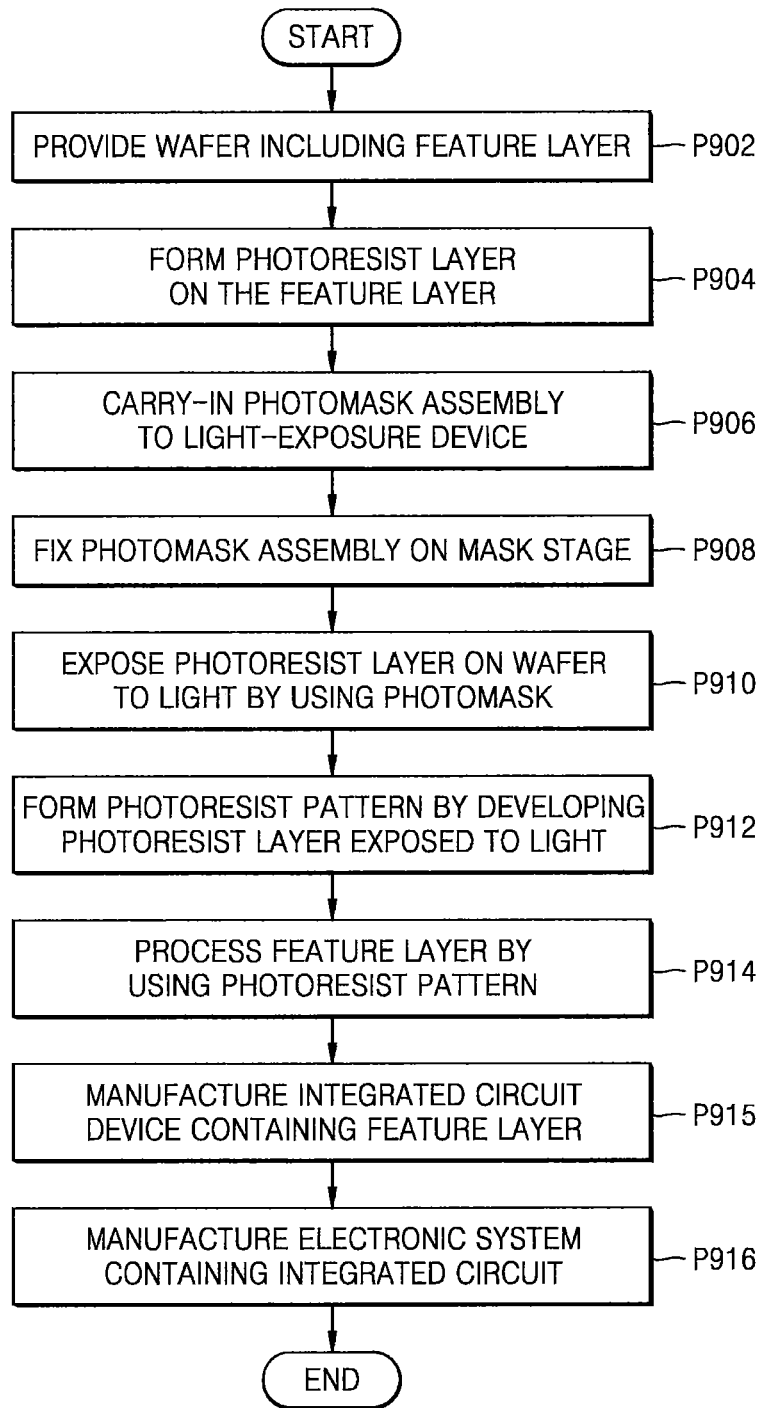 START
PROVIDE WAFER INCLUDING FEATURE LAYER
P902
FORM PHOTORESIST LAYER
ON THE FEATURE LAYER
P904
CARRY-IN PHOTOMASK ASSEMBLY
TO LIGHT-EXPOSURE DEVICE
P906
FIX PHOTOMASK ASSEMBLY ON MASK STAGE
P908
EXPOSE PHOTORESIST LAYER ON WAFER
TO LIGHT BY USING PHOTOMASK
P910
FORM PHOTORESIST PATTERN BY DEVELOPING
PHOTORESIST LAYER EXPOSED TO LIGHT
P912
PROCESS FEATURE LAYER BY
USING PHOTORESIST PATTERN
P914
MANUFACTURE INTEGRATED CIRCUIT
DEVICE CONTAINING FEATURE LAYER
P915
MANUFACTURE ELECTRONIC SYSTEM
CONTAINING INTEGRATED CIRCUIT
P916
END